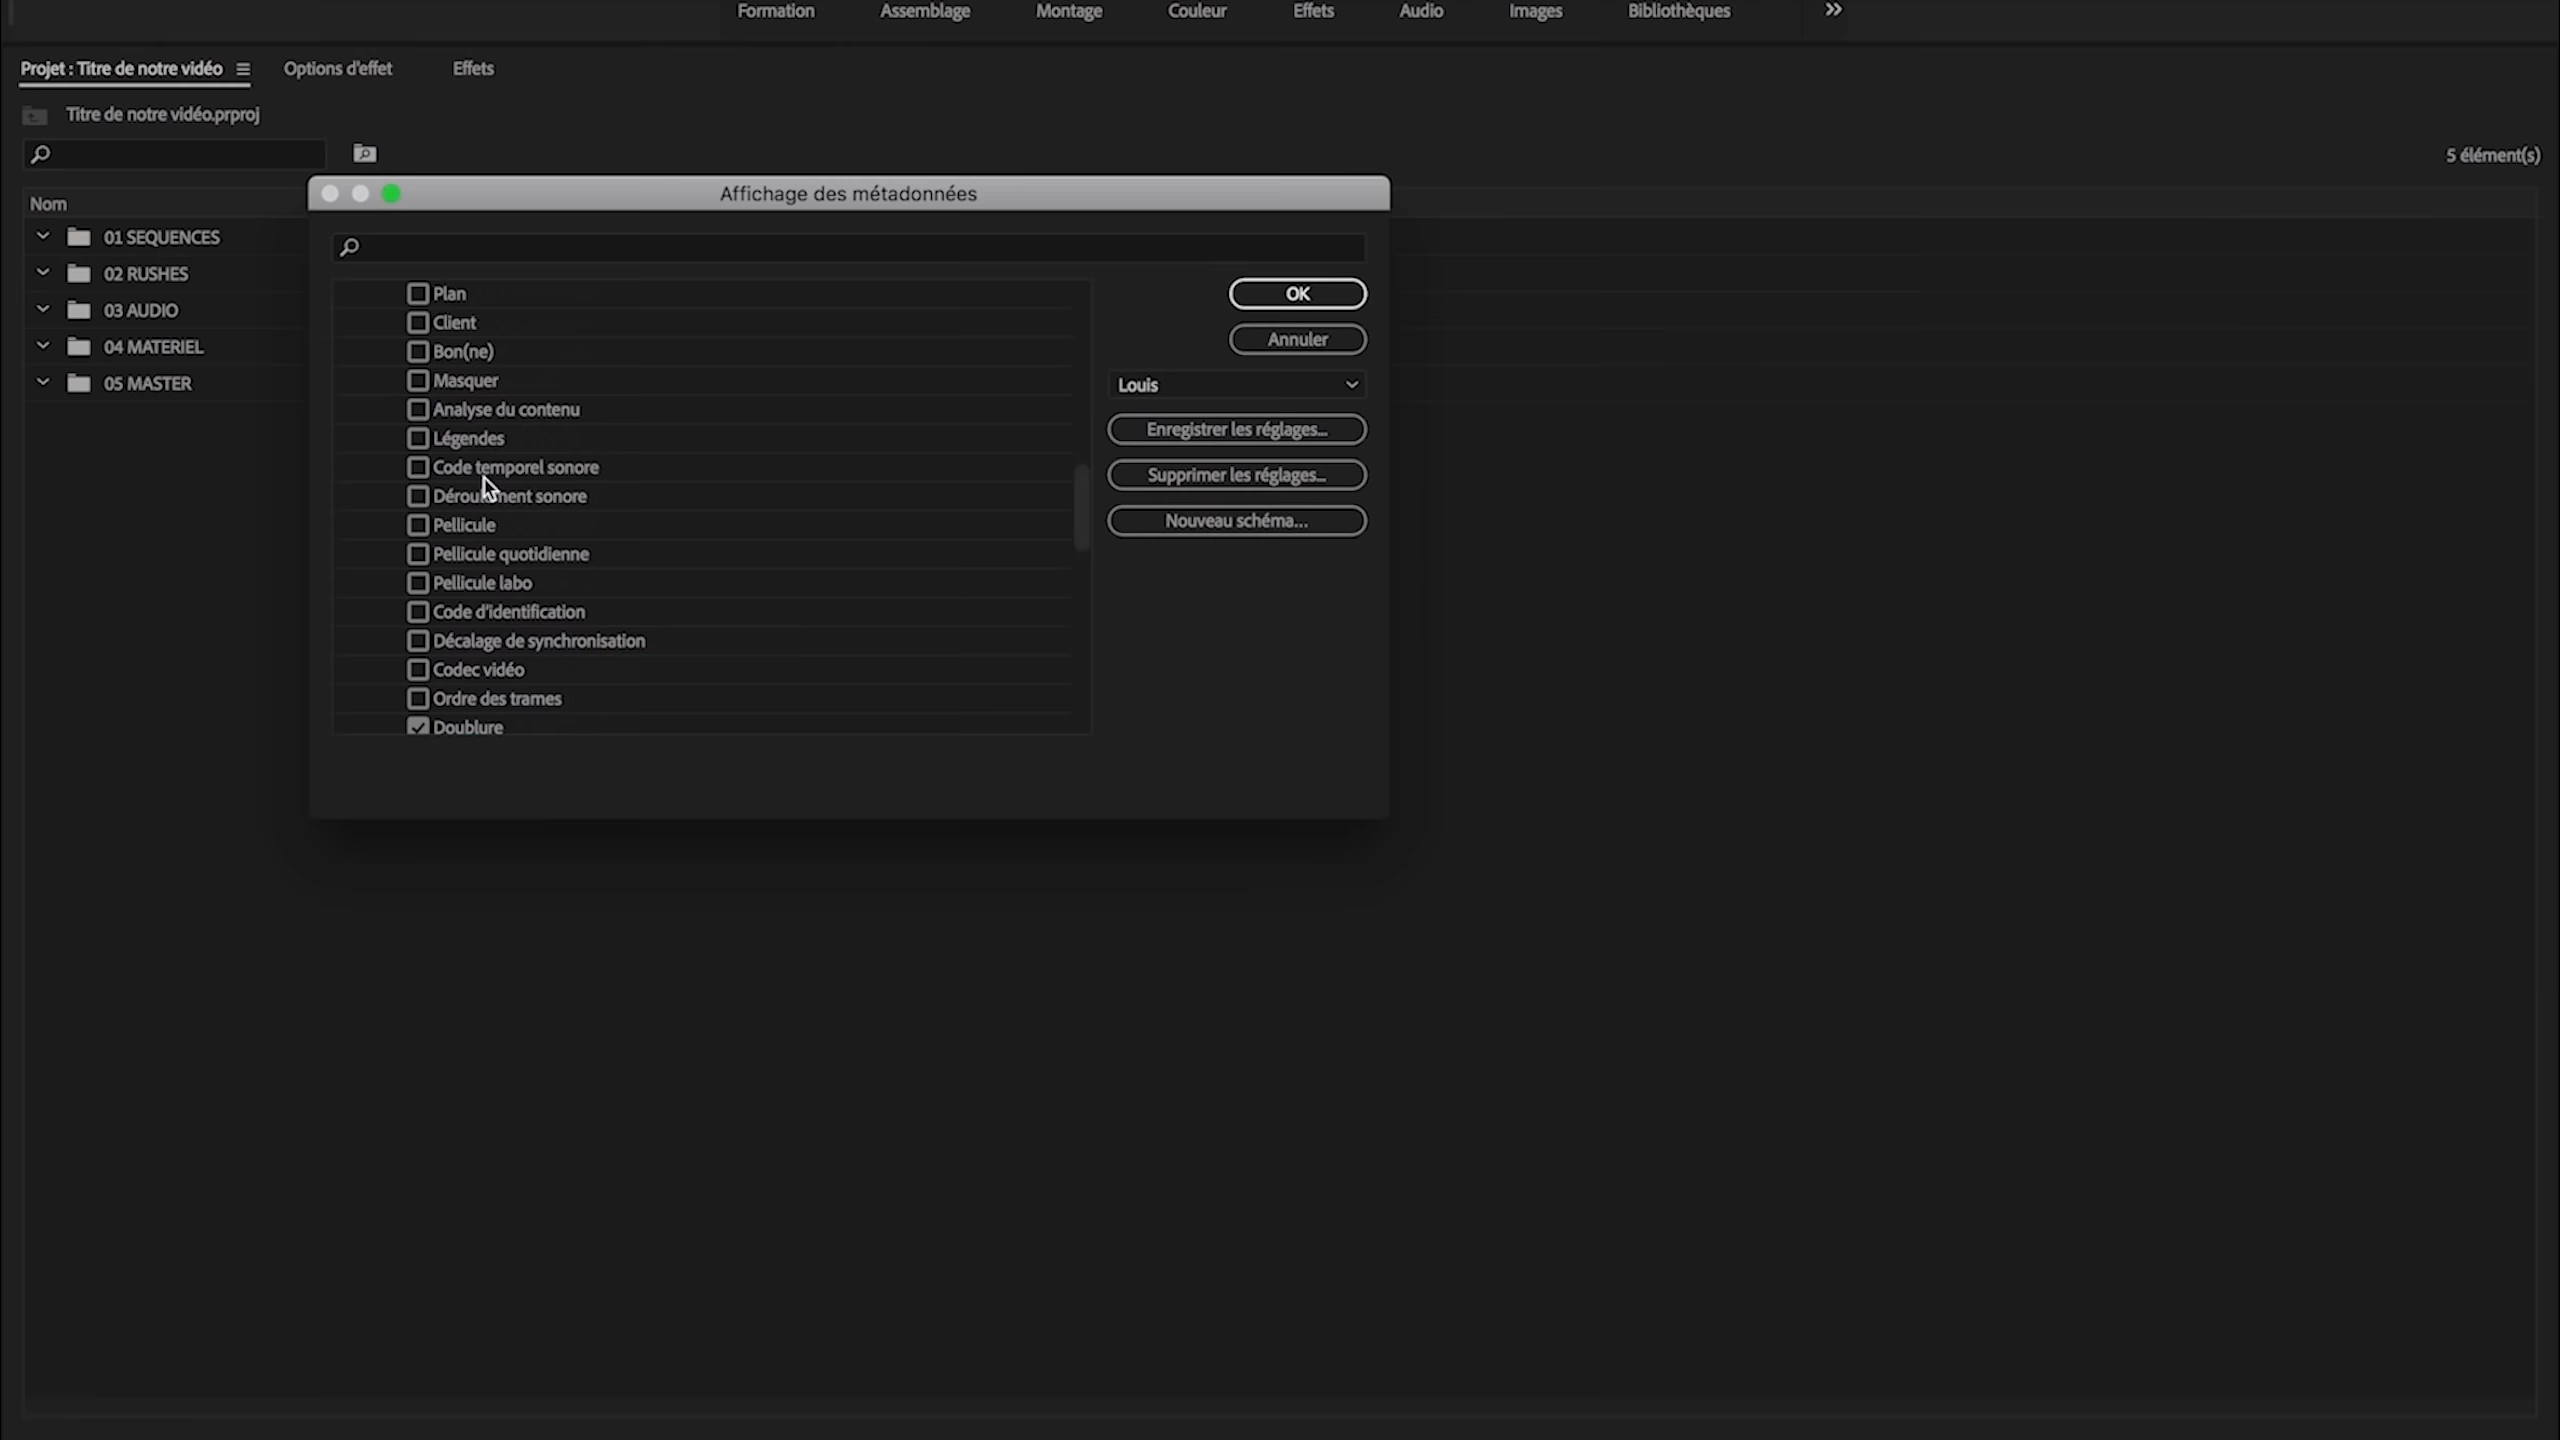 Formation Assemblage Montage Couleur Effets Audio Images Bibliothèques
Projet : Titre de notre vidéo Options d'effet Effets
Titre de notre vidéo.prproj
5 élément(s)
Nom
01 SEQUENCES
02 RUSHES
03 AUDIO
04 MATERIEL
05 MASTER
Affichage des métadonnées
Plan
Client
Bon(ne)
Masquer
Analyse du contenu
Légendes
Code temporel sonore
Déroulement sonore
Pellicule
Pellicule quotidienne
Pellicule labo
Code d'identification
Décalage de synchronisation
Codec vidéo
Ordre des trames
Doublure
OK
Annuler
Louis
Enregistrer les réglages...
Supprimer les réglages...
Nouveau schéma...